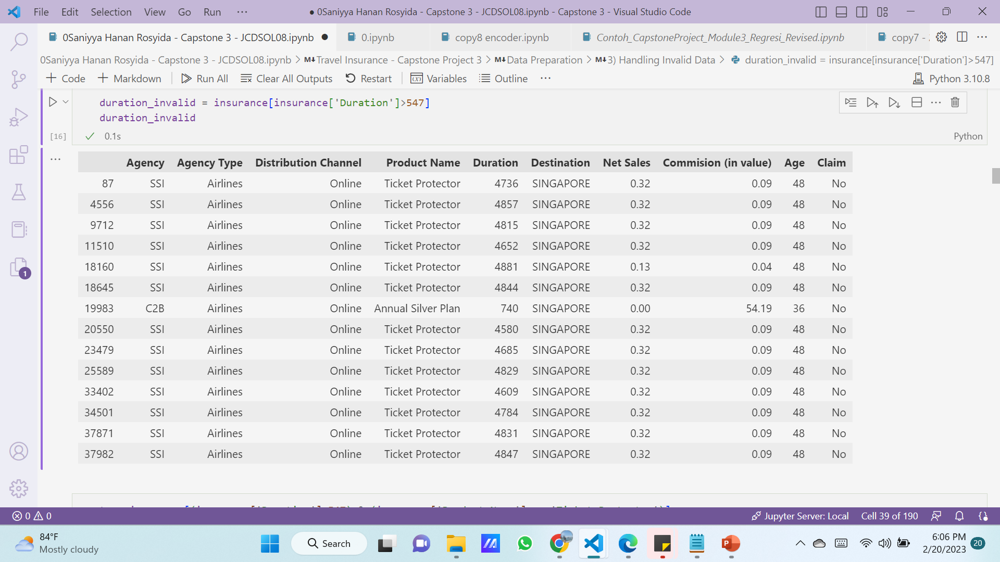 File Edit Selection View Go Run ··· ● 0Saniyya Hanan Rosyida - Capstone 3 - JCDSOL08.ipynb - Capstone 3 - Visual Studio Code
0Saniyya Hanan Rosyida - Capstone 3 - JCDSOL08.ipynb ● 0.ipynb copy8 encoder.ipynb Contoh_CapstoneProject_Module3_Regresi_Revised.ipynb copy7 -
0Saniyya Hanan Rosyida - Capstone 3 - JCDSOL08.ipynb > M↓Travel Insurance - Capstone Project 3 > M↓Data Preparation > M↓3) Handling Invalid Data > duration_invalid = insurance[insurance['Duration']>547]
+ Code + Markdown Run All Clear All Outputs Restart Variables Outline ··· Python 3.10.8
duration_invalid = insurance[insurance['Duration']>547]
duration_invalid
[16] ✓ 0.1s Python
Agency Agency Type Distribution Channel Product Name Duration Destination Net Sales Commision (in value) Age Claim
87 SSI Airlines Online Ticket Protector 4736 SINGAPORE 0.32 0.09 48 No
4556 SSI Airlines Online Ticket Protector 4857 SINGAPORE 0.32 0.09 48 No
9712 SSI Airlines Online Ticket Protector 4815 SINGAPORE 0.32 0.09 48 No
11510 SSI Airlines Online Ticket Protector 4652 SINGAPORE 0.32 0.09 48 No
18160 SSI Airlines Online Ticket Protector 4881 SINGAPORE 0.13 0.04 48 No
18645 SSI Airlines Online Ticket Protector 4844 SINGAPORE 0.32 0.09 48 No
19983 C2B Airlines Online Annual Silver Plan 740 SINGAPORE 0.00 54.19 36 No
20550 SSI Airlines Online Ticket Protector 4580 SINGAPORE 0.32 0.09 48 No
23479 SSI Airlines Online Ticket Protector 4685 SINGAPORE 0.32 0.09 48 No
25589 SSI Airlines Online Ticket Protector 4829 SINGAPORE 0.32 0.09 48 No
33402 SSI Airlines Online Ticket Protector 4609 SINGAPORE 0.32 0.09 48 No
34501 SSI Airlines Online Ticket Protector 4784 SINGAPORE 0.32 0.09 48 No
37871 SSI Airlines Online Ticket Protector 4831 SINGAPORE 0.32 0.09 48 No
37982 SSI Airlines Online Ticket Protector 4847 SINGAPORE 0.32 0.09 48 No
1
0 0 Jupyter Server: Local Cell 39 of 190
84°F
Mostly cloudy
Search
6:06 PM
2/20/2023
20